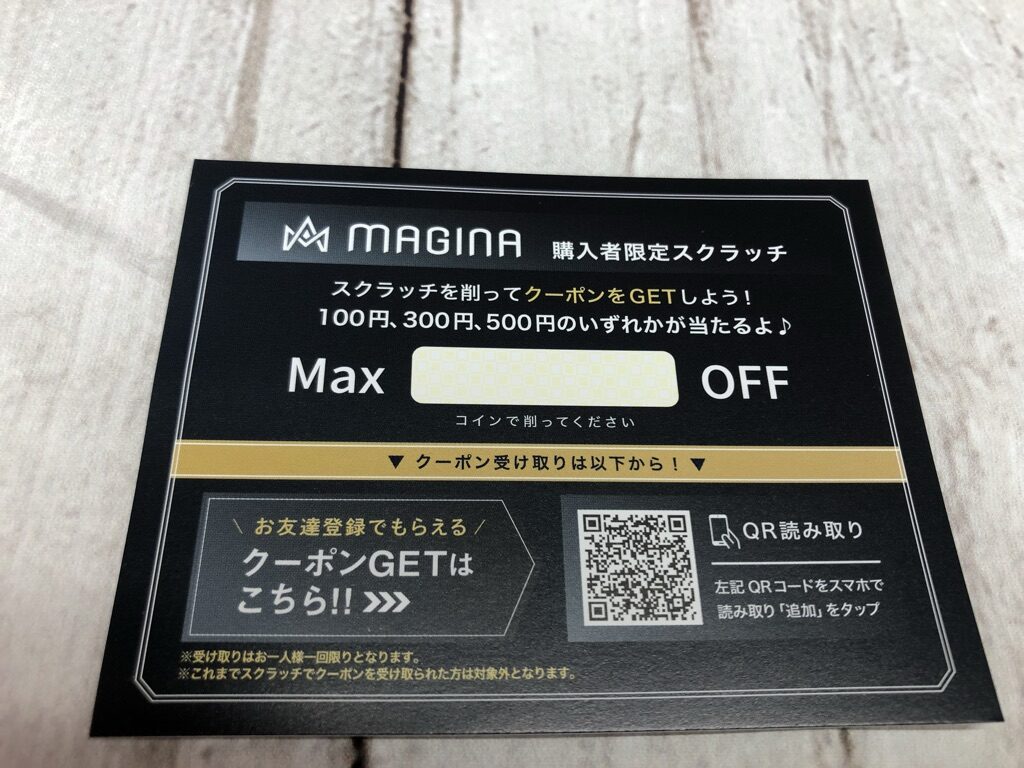 MAGINA 購入者限定スクラッチ
スクラッチを削ってクーポンをGETしよう!
100円、300円、500円のいずれかが当たるよ♪
Max OFF
コインで削ってください
▼ クーポン受け取りは以下から! ▼
\ お友達登録でもらえる /
クーポンGETは
こちら!! >>>
QR読み取り
左記QRコードをスマホで
読み取り「追加」をタップ
※受け取りはお一人様一回限りとなります。
※これまでスクラッチでクーポンを受け取られた方は対象外となります。